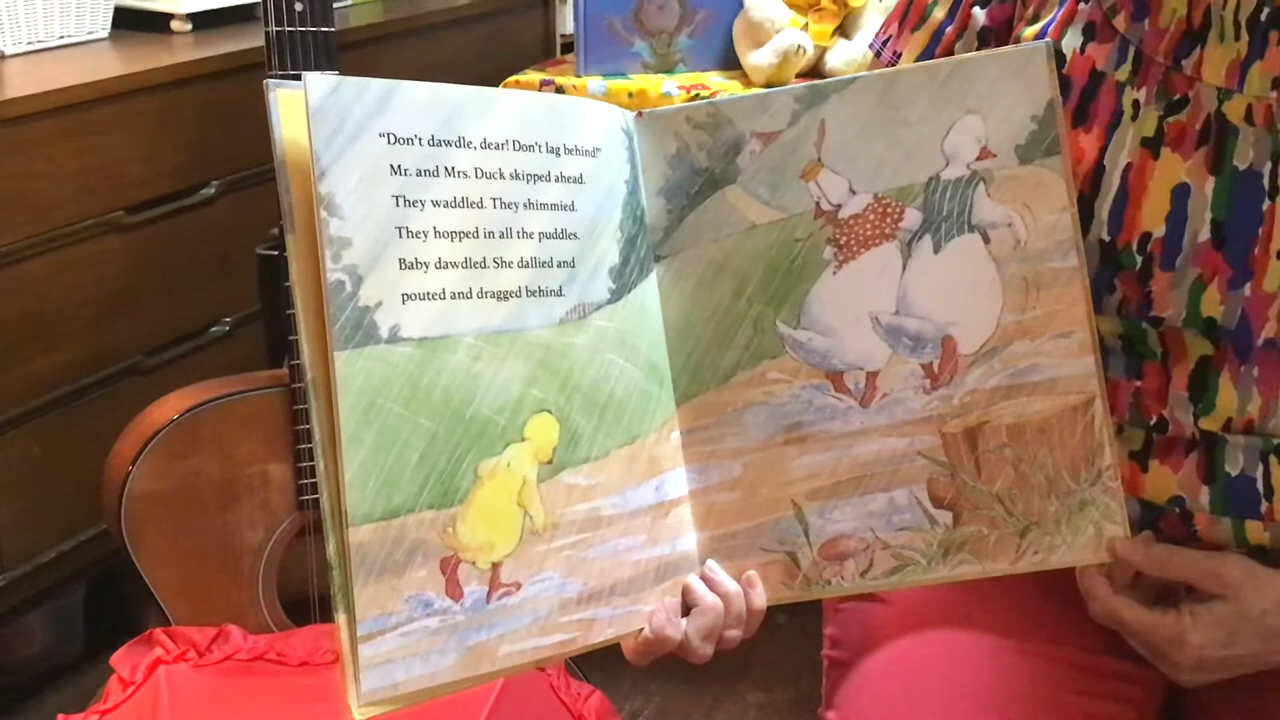 “Don’t dawdle, dear! Don’t lag behind!”
Mr. and Mrs. Duck skipped ahead.
They waddled. They shimmied.
They hopped in all the puddles.
Baby dawdled. She dallied and
pouted and dragged behind.